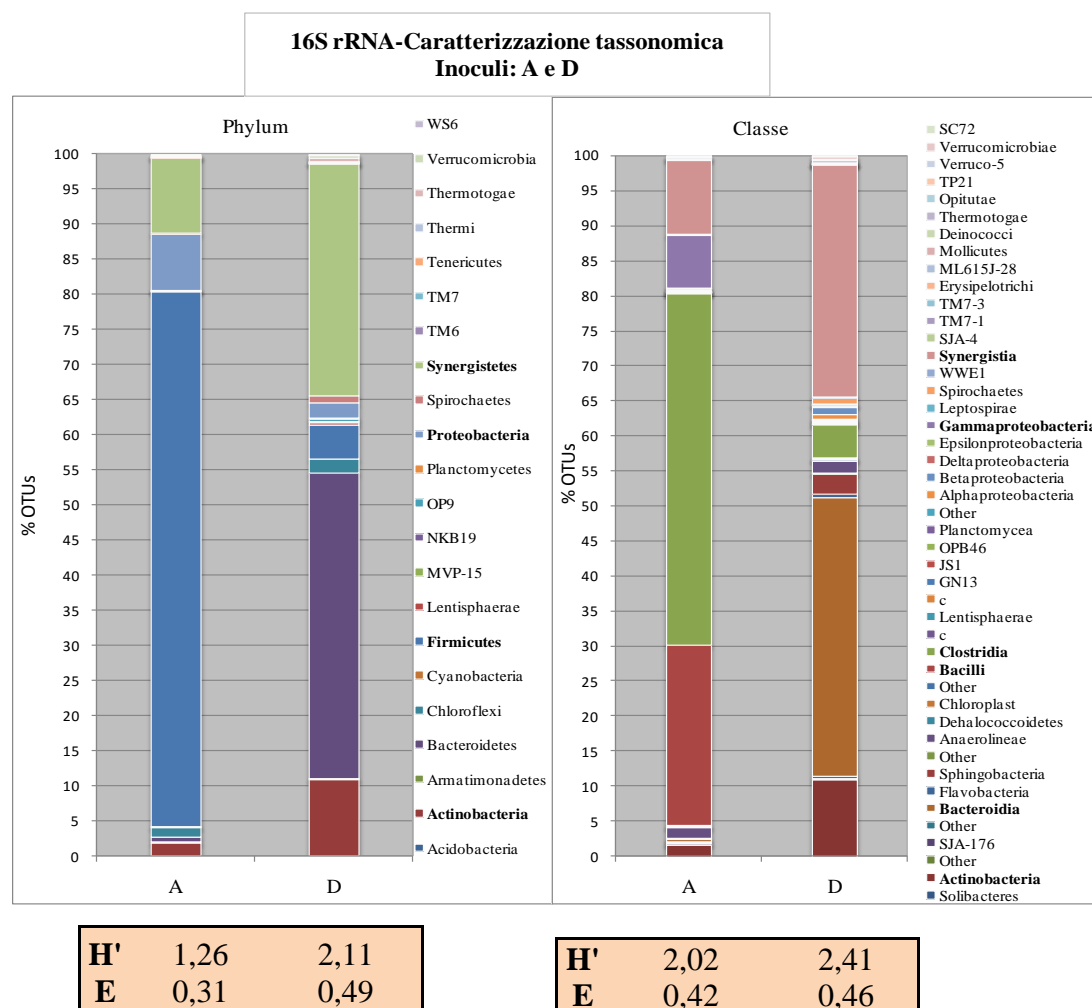 16S rRNA-Caratterizzazione tassonomica
Inoculi: A e D
Phylum
% OTUs
100
95
90
85
80
75
70
65
60
55
50
45
40
35
30
25
20
15
10
5
0
A D
WS6
Verrucomicrobia
Thermotogae
Thermi
Tenericutes
TM7
TM6
Synergistetes
Spirochaetes
Proteobacteria
Planctomycetes
OP9
NKB19
MVP-15
Lentisphaerae
Firmicutes
Cyanobacteria
Chloroflexi
Bacteroidetes
Armatimonadetes
Actinobacteria
Acidobacteria
Classe
% OTUs
100
95
90
85
80
75
70
65
60
55
50
45
40
35
30
25
20
15
10
5
0
A D
SC72
Verrucomicrobiae
Verruco-5
TP21
Opitutae
Thermotogae
Deinococci
Mollicutes
ML615J-28
Erysipelotrichi
TM7-3
TM7-1
SJA-4
Synergistia
WWE1
Spirochaetes
Leptospirae
Gammaproteobacteria
Epsilonproteobacteria
Deltaproteobacteria
Betaproteobacteria
Alphaproteobacteria
Other
Planctomycea
OPB46
JS1
GN13
c
Lentisphaerae
c
Clostridia
Bacilli
Other
Chloroplast
Dehalococcoidetes
Anaerolineae
Other
Sphingobacteria
Flavobacteria
Bacteroidia
Other
SJA-176
Other
Actinobacteria
Solibacteres
H' 1,26 2,11
E 0,31 0,49
H' 2,02 2,41
E 0,42 0,46